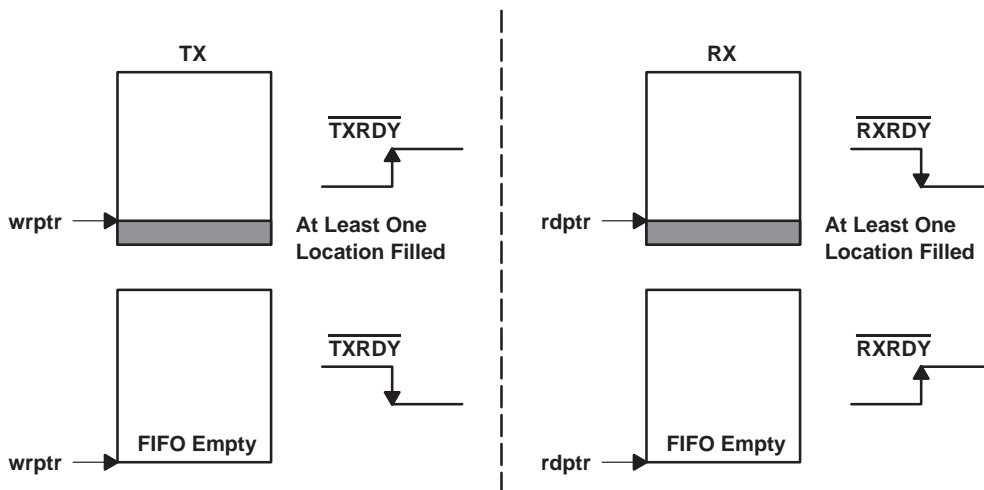 TX
TXRDY
wrptr
At Least One
Location Filled
TXRDY
FIFO Empty
wrptr
RX
RXRDY
rdptr
At Least One
Location Filled
RXRDY
FIFO Empty
rdptr